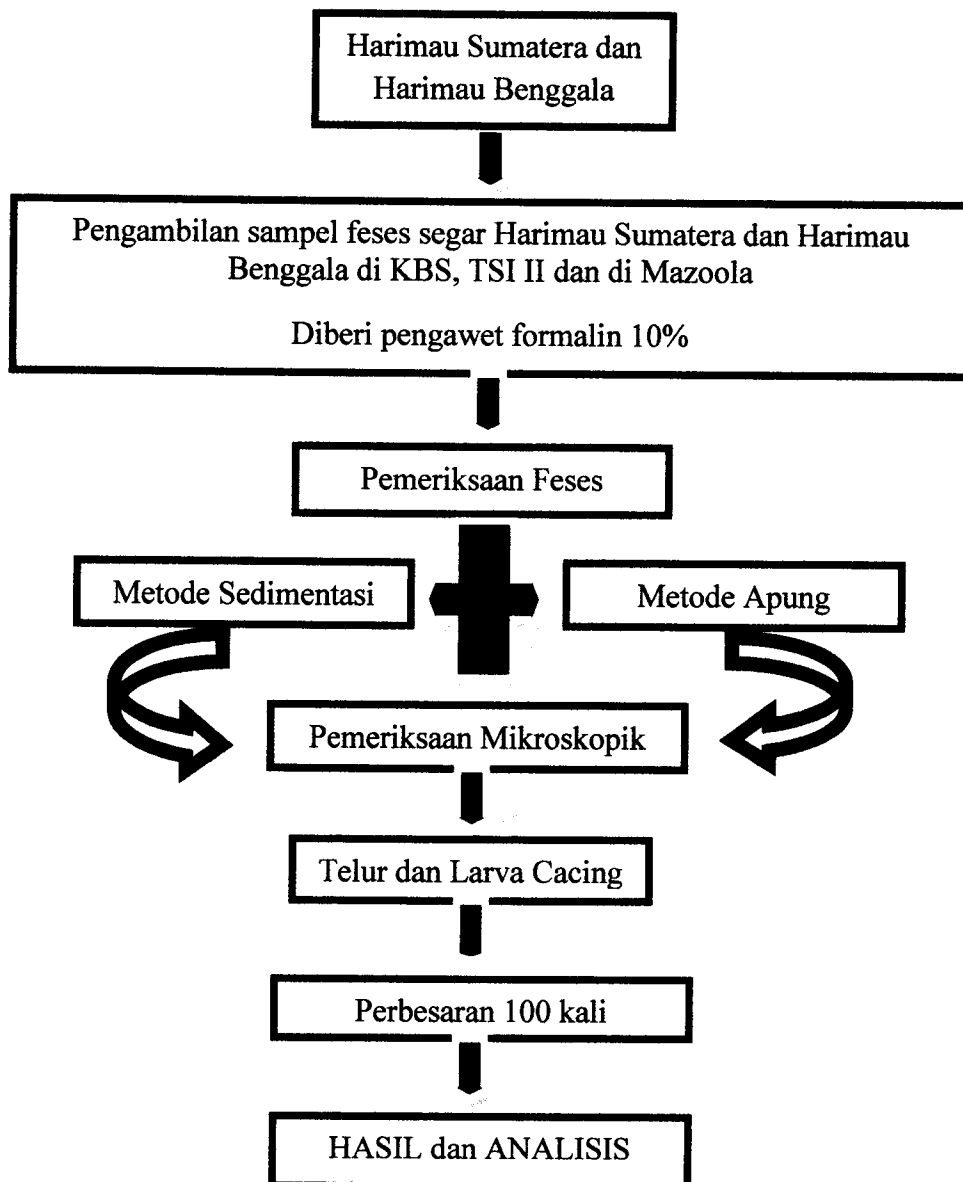 Harimau Sumatera dan
Harimau Benggala
Pengambilan sampel feses segar Harimau Sumatera dan Harimau
Benggala di KBS, TSI II dan di Mazoola
Diberi pengawet formalin 10%
Pemeriksaan Feses
Metode Sedimentasi
Metode Apung
Pemeriksaan Mikroskopik
Telur dan Larva Cacing
Perbesaran 100 kali
HASIL dan ANALISIS